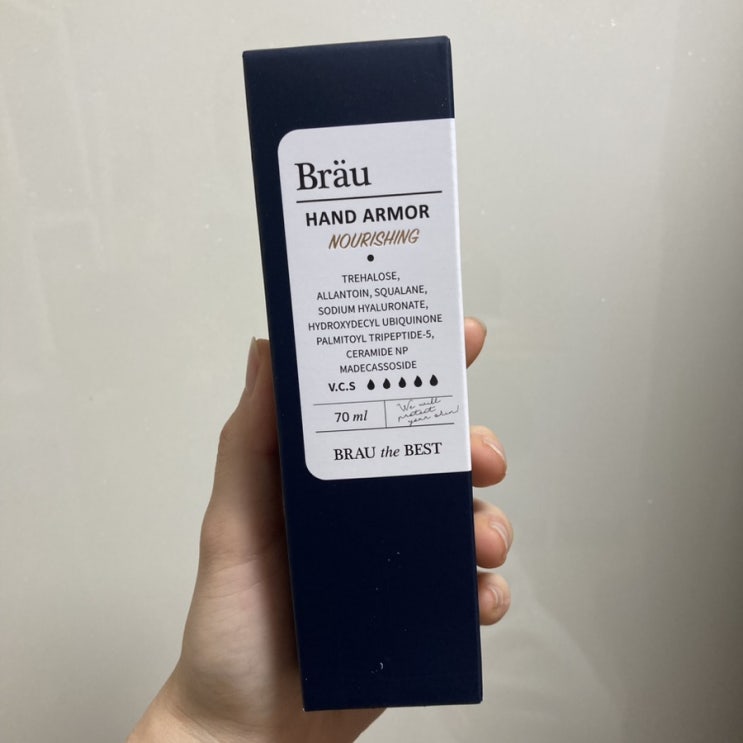 Bräu
HAND ARMOR
NOURISHING
TREHALOSE,
ALLANTOIN, SQUALANE,
SODIUM HYALURONATE,
HYDROXYDECYL UBIQUINONE
PALMITOYL TRIPEPTIDE-5,
CERAMIDE NP
MADECASSOSIDE
V.C.S
70 ml
We will
protect
your skin!
BRAU the BEST